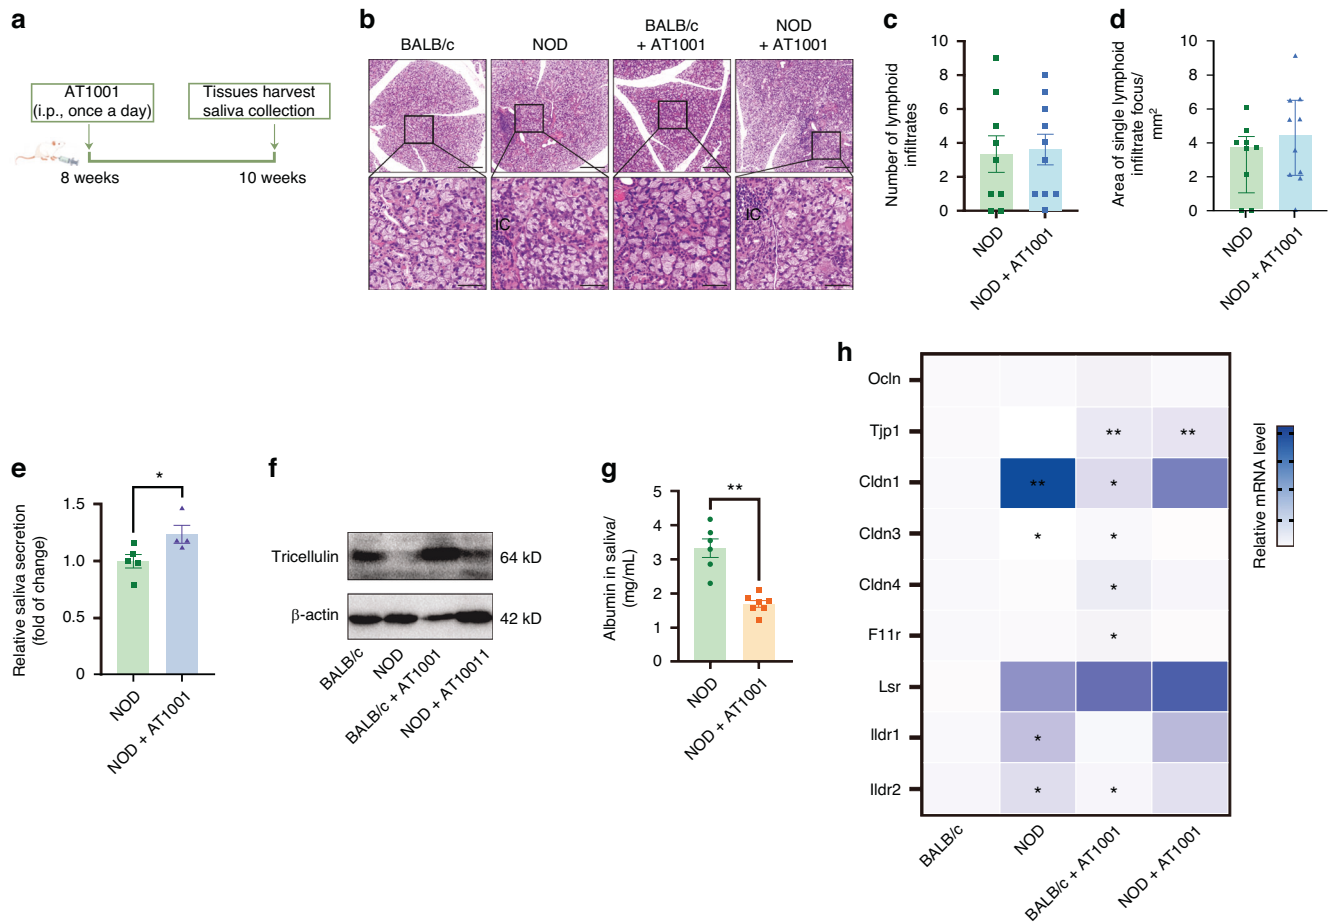 a
AT1001
(i.p., once a day)
Tissues harvest
saliva collection
8 weeks
10 weeks
b
BALB/c
NOD
BALB/c
+ AT1001
NOD
+ AT1001
IC
IC
c
Number of lymphoid
infiltrates
10
8
6
4
2
0
NOD
NOD + AT1001
d
Area of single lymphoid
infiltrate focus/
mm2
10
8
6
4
2
0
NOD
NOD + AT1001
e
Relative saliva secretion
(fold of change)
1.5
1.0
0.5
0
*
NOD
NOD + AT1001
f
Tricellulin
64 kD
β-actin
42 kD
BALB/c
NOD
BALB/c + AT1001
NOD + AT10011
g
Albumin in saliva/
(mg/mL)
5
4
3
2
1
0
**
NOD
NOD + AT1001
h
Ocln
Tjp1
** **
Cldn1
** *
Cldn3
* *
Cldn4
*
F11r
*
Lsr
Ildr1
*
Ildr2
* *
BALB/c
NOD
BALB/c + AT1001
NOD + AT1001
Relative mRNA level